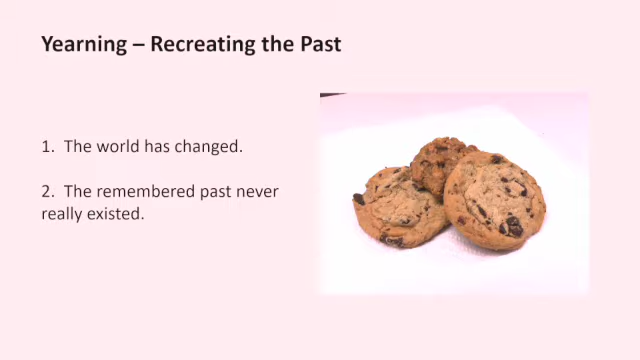 Yearning – Recreating the Past
1. The world has changed.
2. The remembered past never
really existed.